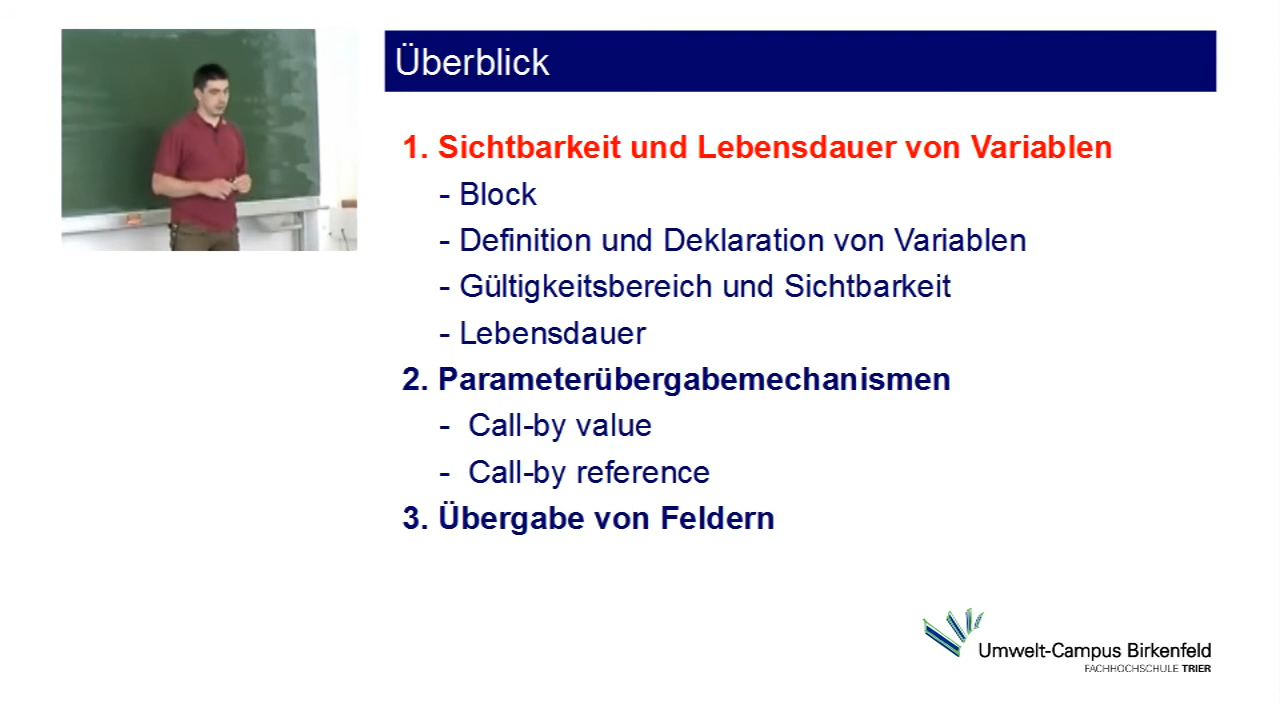 Überblick
1. Sichtbarkeit und Lebensdauer von Variablen
- Block
- Definition und Deklaration von Variablen
- Gültigkeitsbereich und Sichtbarkeit
- Lebensdauer
2. Parameterübergabemechanismen
- Call-by value
- Call-by reference
3. Übergabe von Feldern
Umwelt-Campus Birkenfeld
FACHHOCHSCHULE TRIER